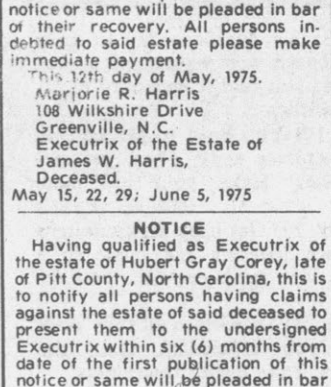 notice or same will be pleaded in bar
of their recovery. All persons in-
debted to said estate please make
immediate payment.
This 12th day of May, 1975.
Marjorie R. Harris
108 Wilkshire Drive
Greenville, N.C.
Executrix of the Estate of
James W. Harris,
Deceased.
May 15, 22, 29; June 5, 1975
NOTICE
Having qualified as Executrix of
the estate of Hubert Gray Corey, late
of Pitt County, North Carolina, this is
to notify all persons having claims
against the estate of said deceased to
present them to the undersigned
Executrix within six (6) months from
date of the first publication of this
notice or same will be pleaded in bad